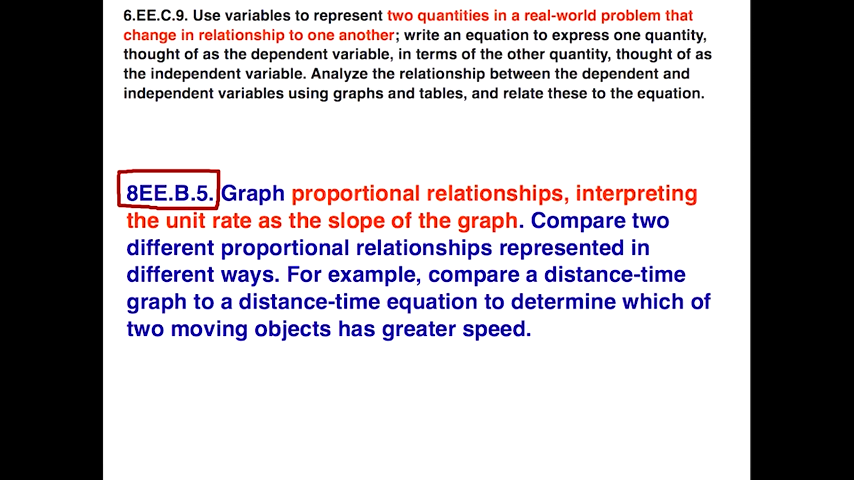 6.EE.C.9. Use variables to represent two quantities in a real-world problem that
change in relationship to one another; write an equation to express one quantity,
thought of as the dependent variable, in terms of the other quantity, thought of as
the independent variable. Analyze the relationship between the dependent and
independent variables using graphs and tables, and relate these to the equation.
8EE.B.5. Graph proportional relationships, interpreting
the unit rate as the slope of the graph. Compare two
different proportional relationships represented in
different ways. For example, compare a distance-time
graph to a distance-time equation to determine which of
two moving objects has greater speed.